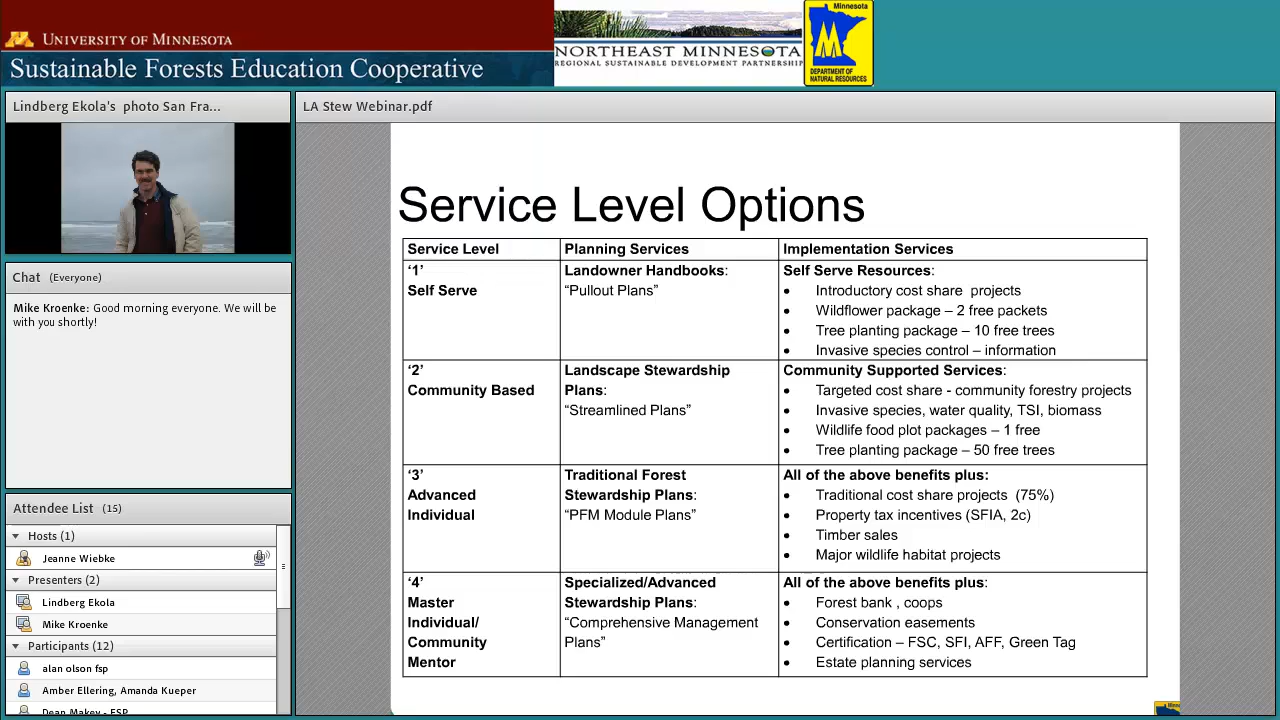 UNIVERSITY OF MINNESOTA
Sustainable Forests Education Cooperative
NORTHEAST MINNESOTA
REGIONAL SUSTAINABLE DEVELOPMENT PARTNERSHIP
Minnesota
DEPARTMENT OF
NATURAL RESOURCES
Lindberg Ekola's photo San Fra...
Chat (Everyone)
Mike Kroenke: Good morning everyone. We will be
with you shortly!
Attendee List (15)
Hosts (1)
Jeanne Wiebke
Presenters (2)
Lindberg Ekola
Mike Kroenke
Participants (12)
alan olson fsp
Amber Ellering, Amanda Kueper
Dean Makey - FSP
LA Stew Webinar.pdf
Service Level Options
Service Level
Planning Services
Implementation Services
‘1’
Self Serve
Landowner Handbooks:
“Pullout Plans”
Self Serve Resources:
• Introductory cost share projects
• Wildflower package – 2 free packets
• Tree planting package – 10 free trees
• Invasive species control – information
‘2’
Community Based
Landscape Stewardship
Plans:
“Streamlined Plans”
Community Supported Services:
• Targeted cost share - community forestry projects
• Invasive species, water quality, TSI, biomass
• Wildlife food plot packages – 1 free
• Tree planting package – 50 free trees
‘3’
Advanced
Individual
Traditional Forest
Stewardship Plans:
“PFM Module Plans”
All of the above benefits plus:
• Traditional cost share projects (75%)
• Property tax incentives (SFIA, 2c)
• Timber sales
• Major wildlife habitat projects
‘4’
Master
Individual/
Community
Mentor
Specialized/Advanced
Stewardship Plans:
“Comprehensive Management
Plans”
All of the above benefits plus:
• Forest bank , coops
• Conservation easements
• Certification – FSC, SFI, AFF, Green Tag
• Estate planning services